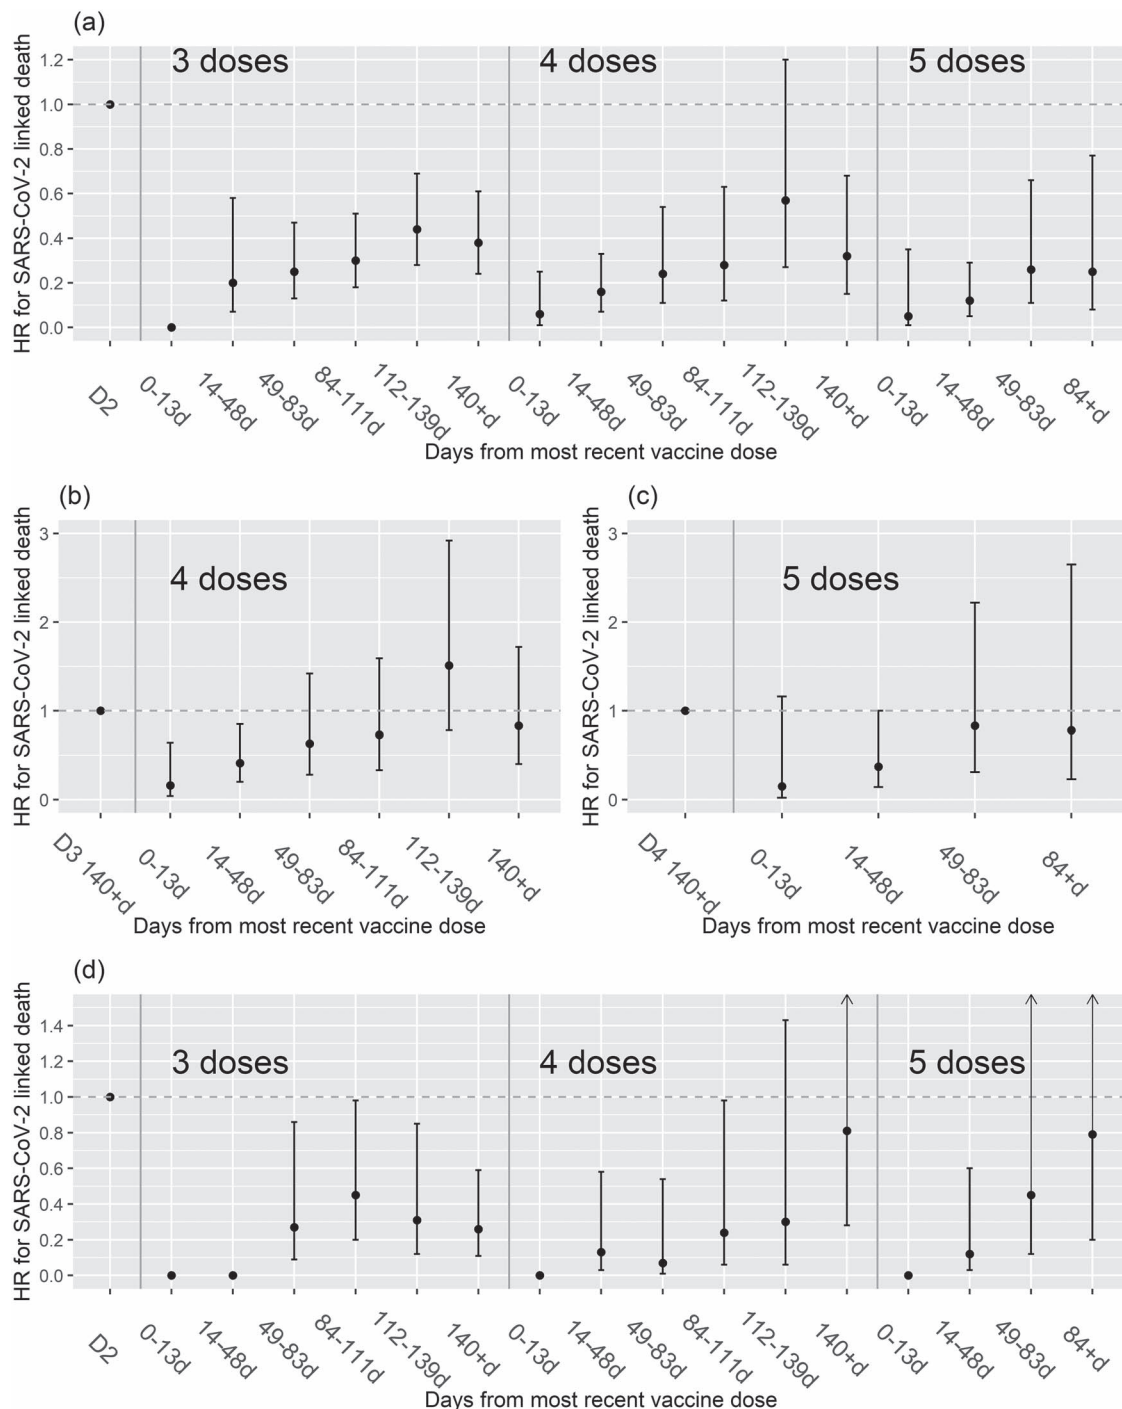 (a)
HR for SARS-CoV-2 linked death
1.2
1.0
0.8
0.6
0.4
0.2
0.0
3 doses
4 doses
5 doses
D2
0-13d
14-48d
49-83d
84-111d
112-139d
140+d
0-13d
14-48d
49-83d
84-111d
112-139d
140+d
0-13d
14-48d
49-83d
84+d
Days from most recent vaccine dose
(b)
HR for SARS-CoV-2 linked death
3
2
1
0
4 doses
D3 140+d
0-13d
14-48d
49-83d
84-111d
112-139d
140+d
Days from most recent vaccine dose
(c)
HR for SARS-CoV-2 linked death
3
2
1
0
5 doses
D4 140+d
0-13d
14-48d
49-83d
84+d
Days from most recent vaccine dose
(d)
HR for SARS-CoV-2 linked death
1.4
1.2
1.0
0.8
0.6
0.4
0.2
0.0
3 doses
4 doses
5 doses
D2
0-13d
14-48d
49-83d
84-111d
112-139d
140+d
0-13d
14-48d
49-83d
84-111d
112-139d
140+d
0-13d
14-48d
49-83d
84+d
Days from most recent vaccine dose